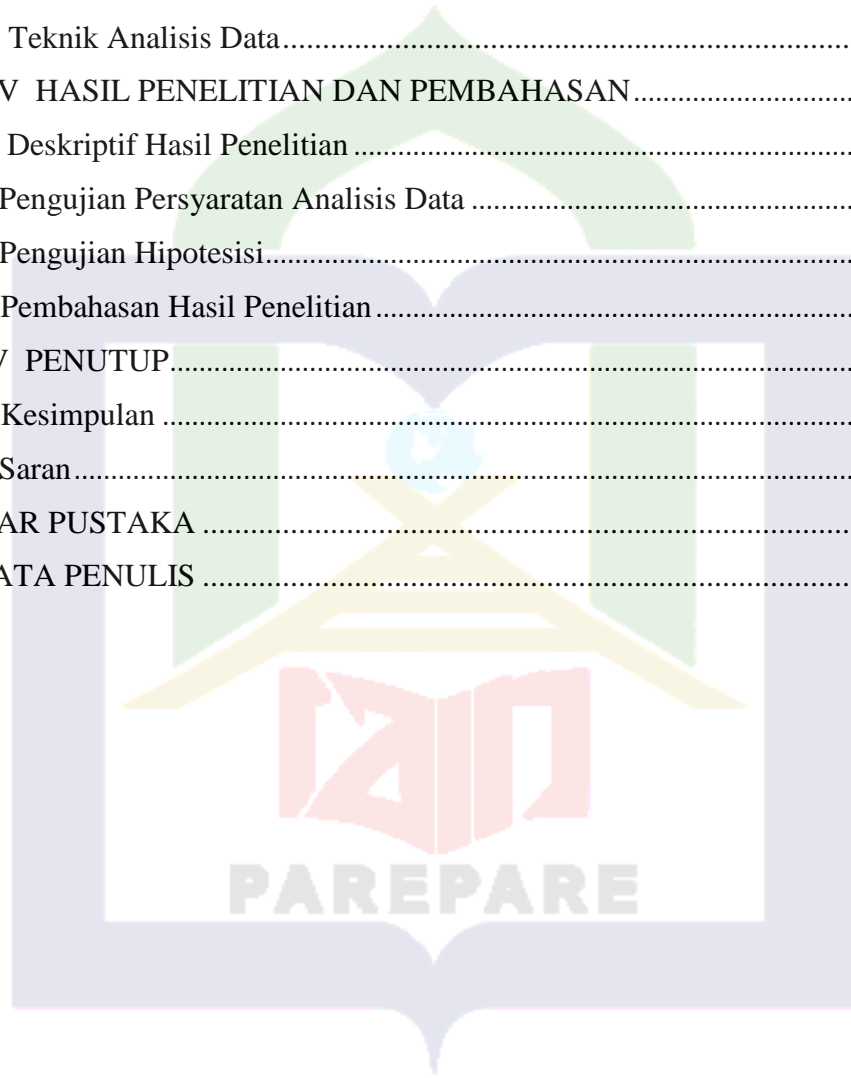 Teknik Analisis Data
V HASIL PENELITIAN DAN PEMBAHASAN
Deskriptif Hasil Penelitian
Pengujian Persyaratan Analisis Data
Pengujian Hipotesisi
Pembahasan Hasil Penelitian
V PENUTUP
Kesimpulan
Saran
AR PUSTAKA
ATA PENULIS
PAREPARE